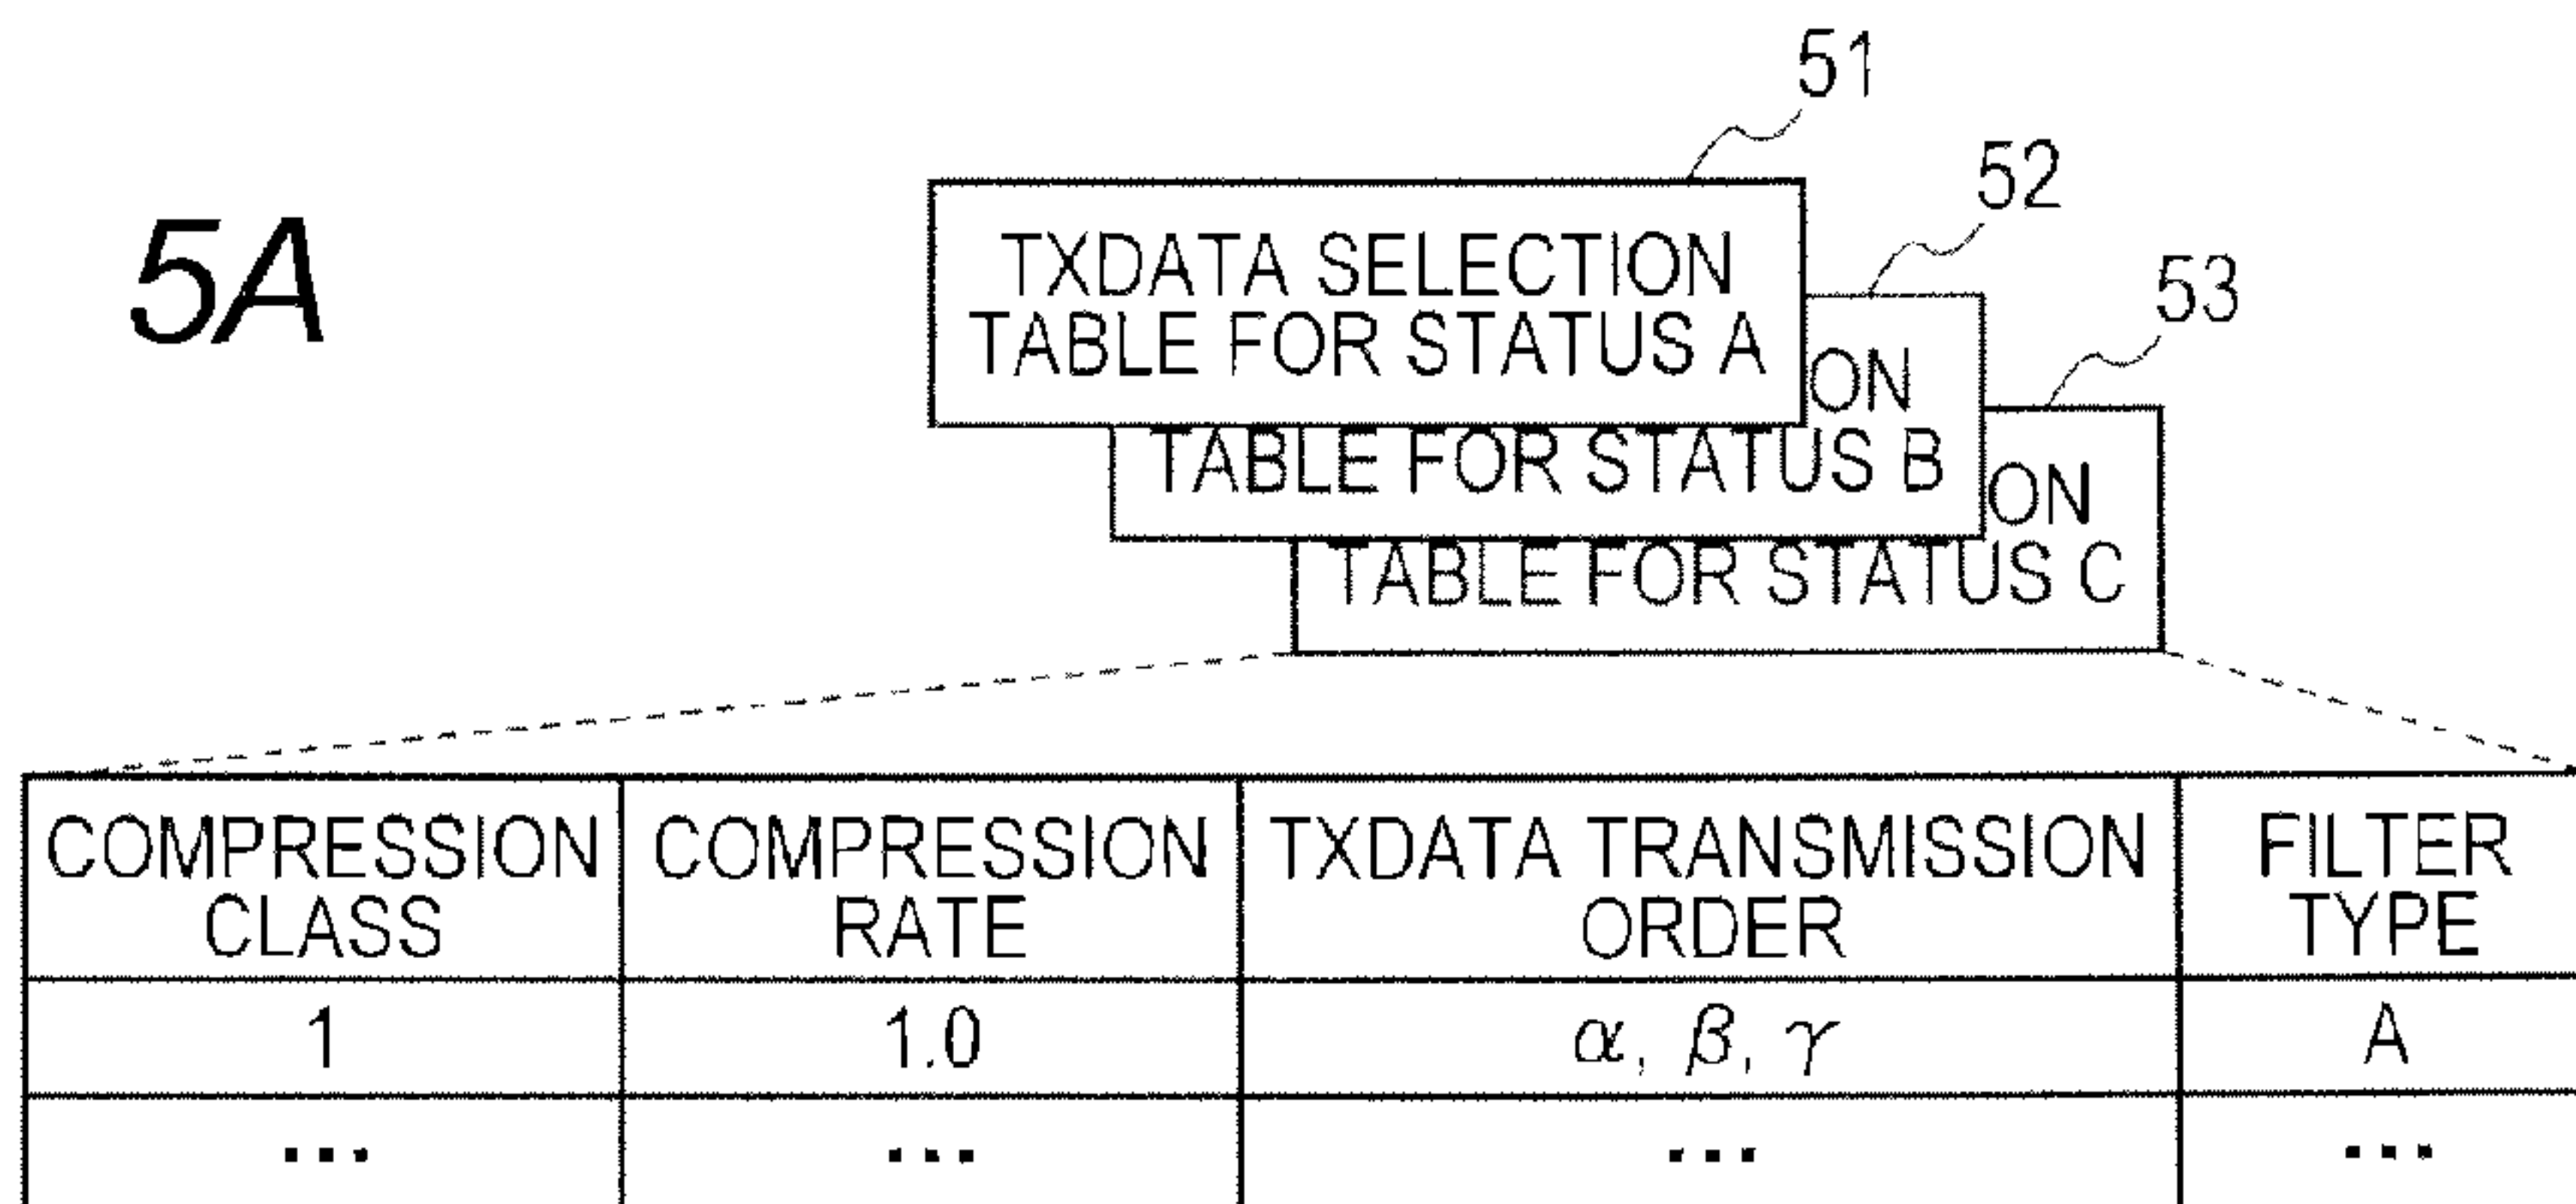 5A
51
52
53
TXDATA SELECTION
TABLE FOR STATUS A
ON
TABLE FOR STATUS B
ON
TABLE FOR STATUS C
COMPRESSION CLASS
COMPRESSION RATE
TXDATA TRANSMISSION ORDER
FILTER TYPE
1
1.0
α, β, γ
A
... ... ... ...